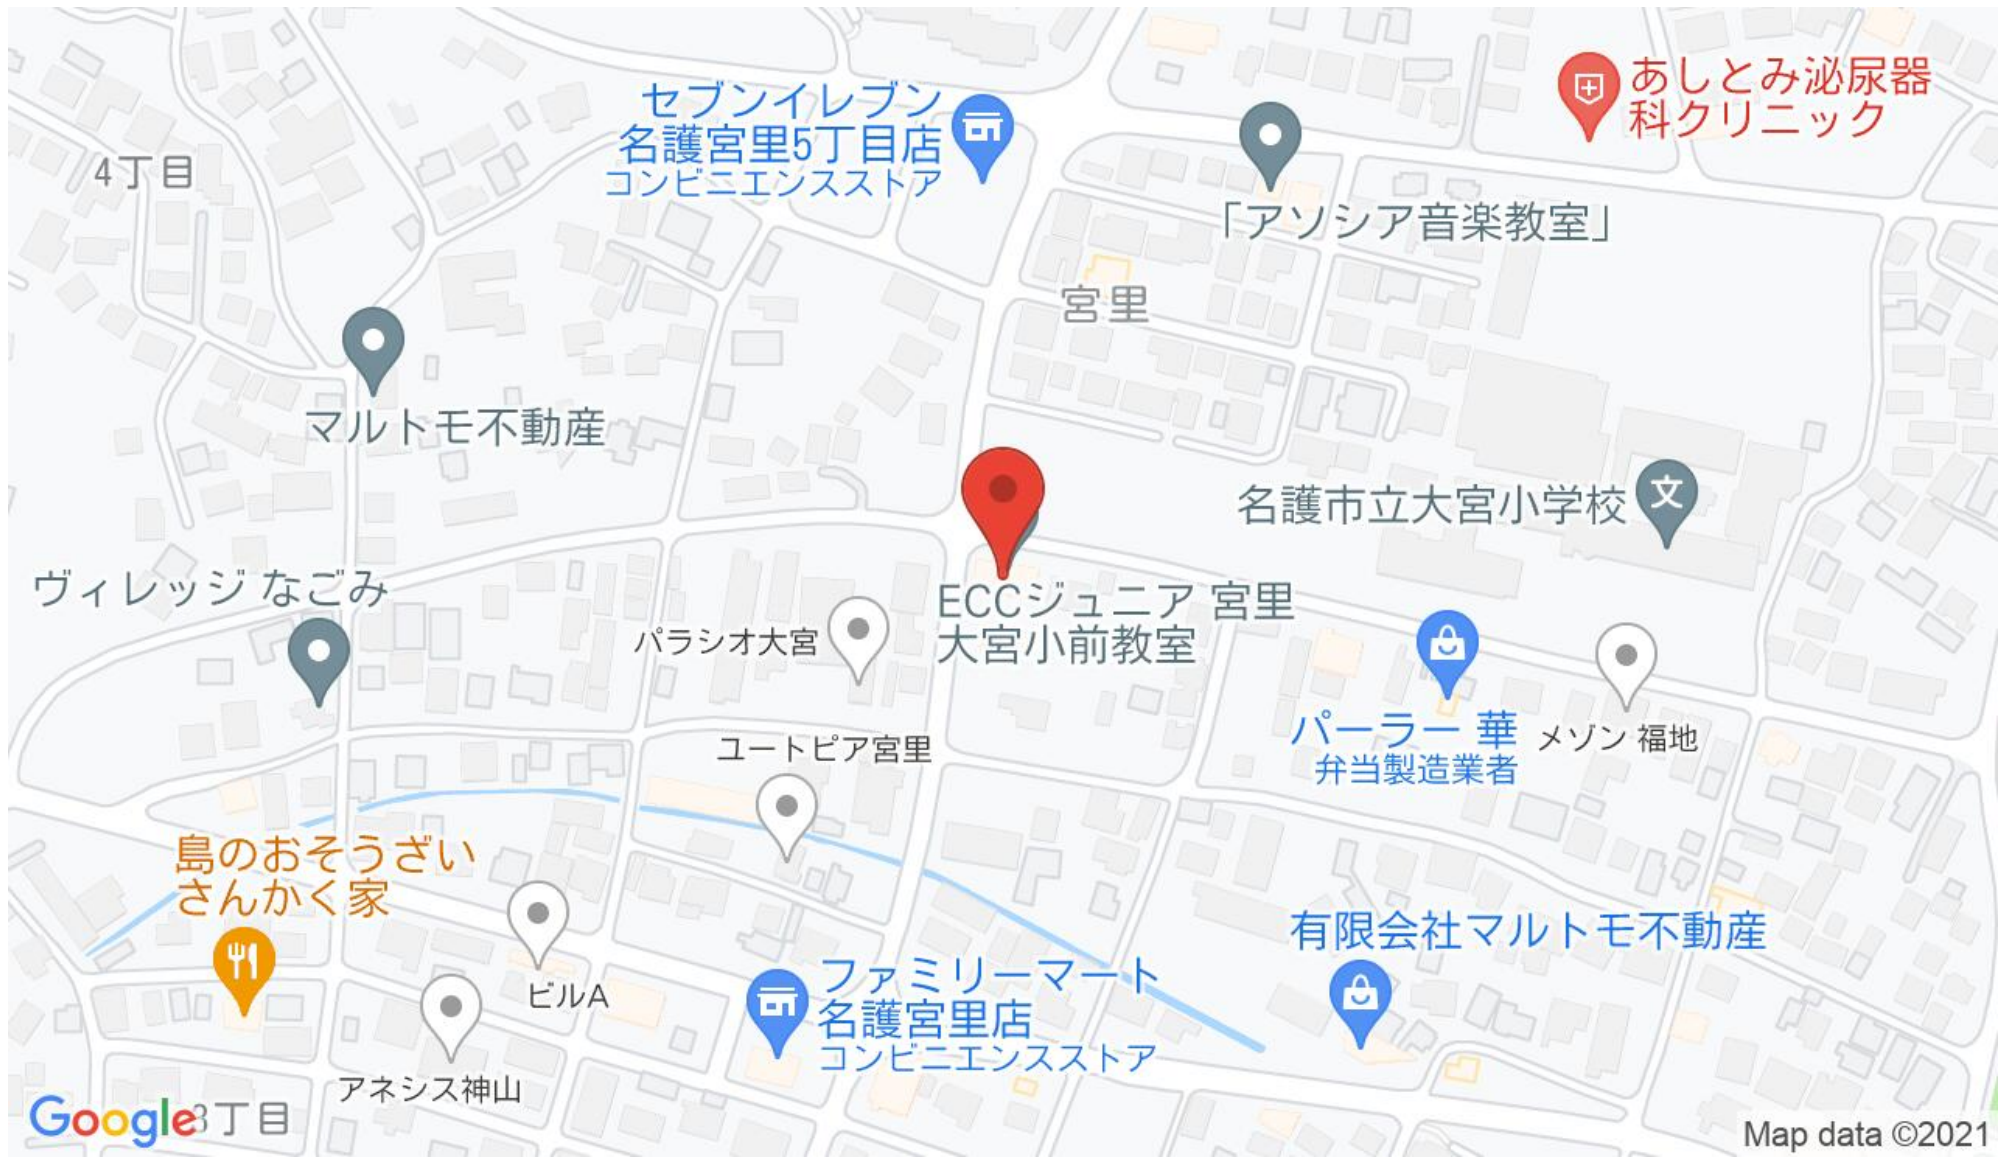 あしとみ泌尿器
科クリニック
セブンイレブン
名護宮里5丁目店
コンビニエンスストア
4丁目
「アソシア音楽教室」
宮里
マルトモ不動産
名護市立大宮小学校
文
ヴィレッジ なごみ
ECCジュニア 宮里
大宮小前教室
パラシオ大宮
パーラー 華
弁当製造業者
メゾン 福地
ユートピア宮里
島のおそうざい
さんかく家
有限会社マルトモ不動産
ファミリーマート
名護宮里店
コンビニエンスストア
ビルA
アネシス神山
Google
3丁目
Map data ©2021